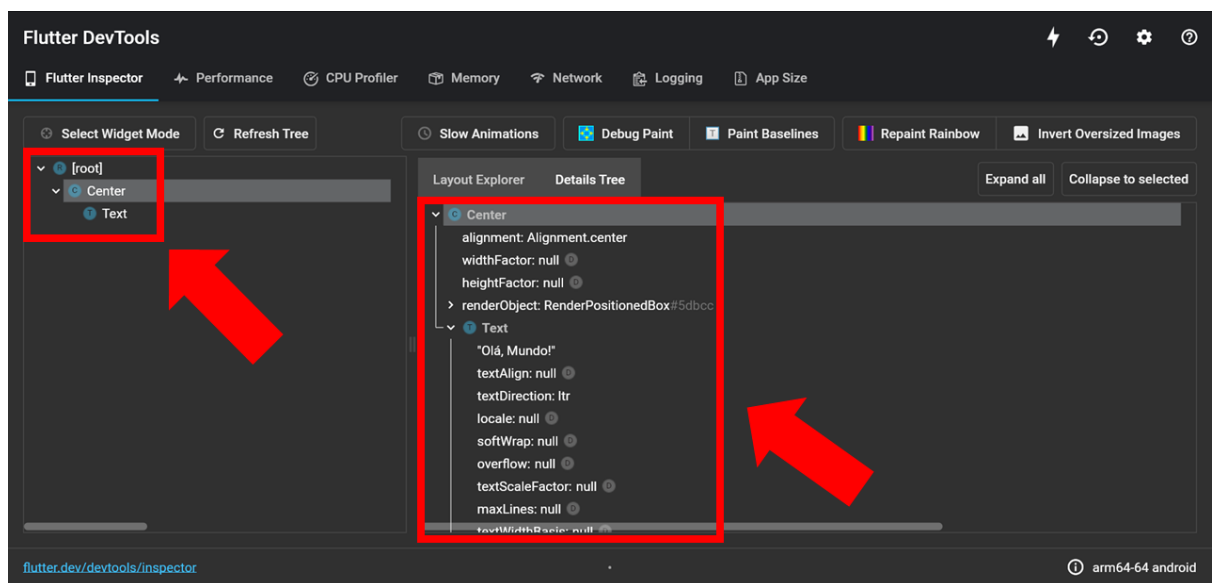 Flutter DevTools
Flutter Inspector Performance CPU Profiler Memory Network Logging App Size
Select Widget Mode Refresh Tree Slow Animations Debug Paint Paint Baselines Repaint Rainbow Invert Oversized Images
[root]
Center
Text
Layout Explorer Details Tree Expand all Collapse to selected
Center
alignment: Alignment.center
widthFactor: null
heightFactor: null
renderObject: RenderPositionedBox#5dbcc
Text
"Olá, Mundo!"
textAlign: null
textDirection: ltr
locale: null
softWrap: null
overflow: null
textScaleFactor: null
maxLines: null
textWidthBasis: null
flutter.dev/devtools/inspector
arm64-64 android